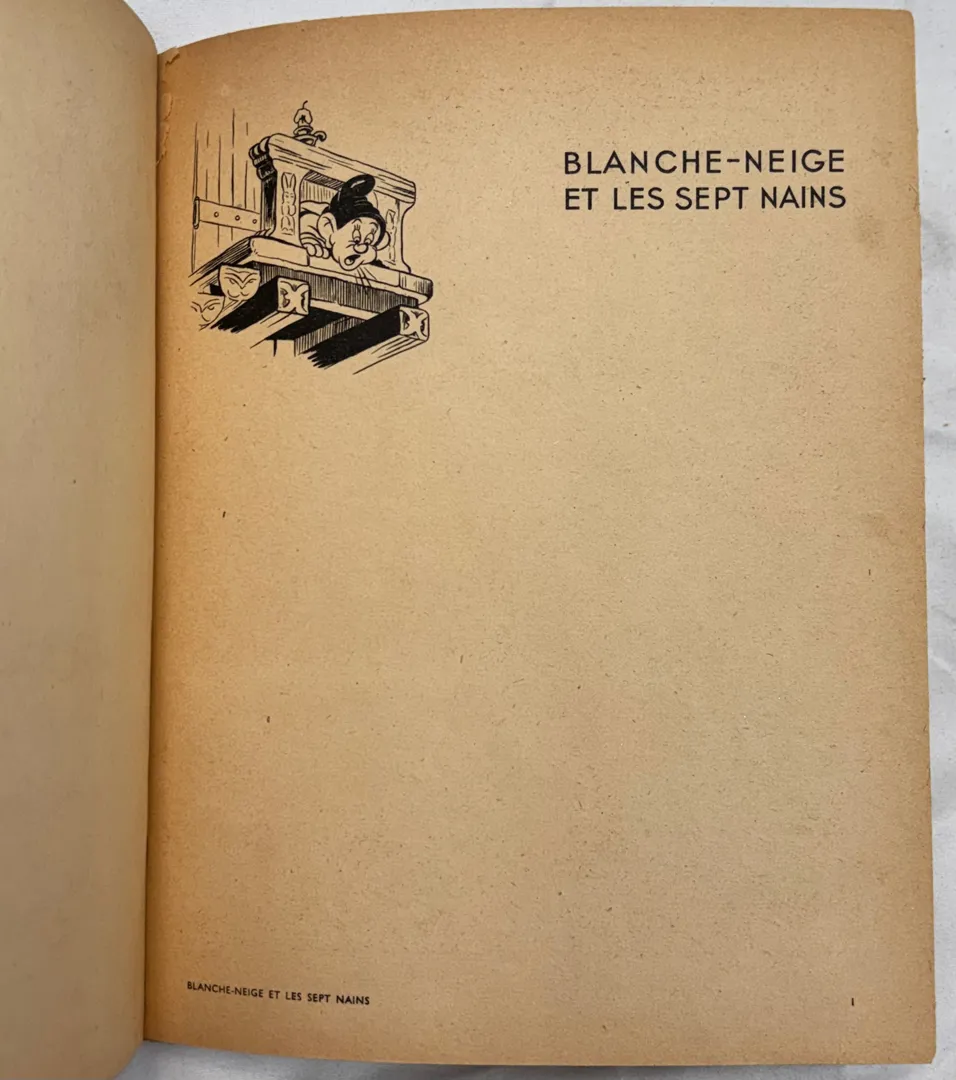 BLANCHE-NEIGE
ET LES SEPT NAINS
BLANCHE-NEIGE ET LES SEPT NAINS
1